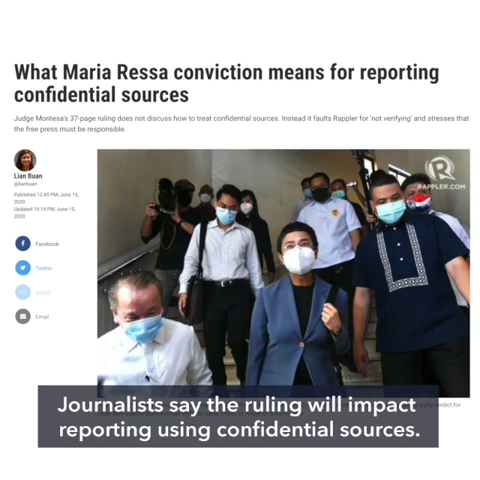 What Maria Ressa conviction means for reporting
confidential sources
Judge Montesa's 37-page ruling does not discuss how to treat confidential sources. Instead it faults Rappler for 'not verifying' and stresses that
the free press must be responsible.
Lian Buan
@lianbuan
Published 12:45 PM, June 15,
2020
Updated 10:19 PM, June 15,
2020
Facebook
Twitter
Reddit
Email
RAPPLER.COM
verdict for
Journalists say the ruling will impact
reporting using confidential sources.